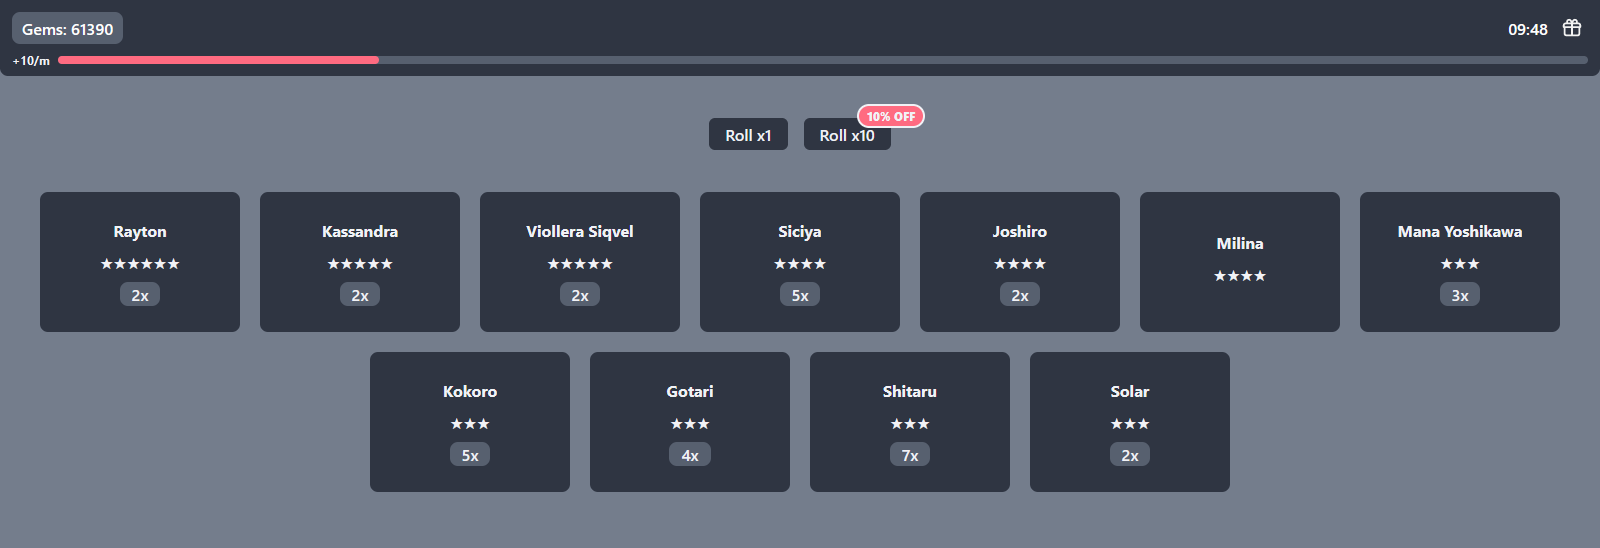 Gems: 61390
09:48
+10/m
10% OFF
Roll x1
Roll x10
Rayton
★★★★★★
2x
Kassandra
★★★★★
2x
Viollera Siqvel
★★★★★
2x
Siciya
★★★★
5x
Joshiro
★★★★
2x
Milina
★★★★
Mana Yoshikawa
★★★
3x
Kokoro
★★★
5x
Gotari
★★★
4x
Shitaru
★★★
7x
Solar
★★★
2x